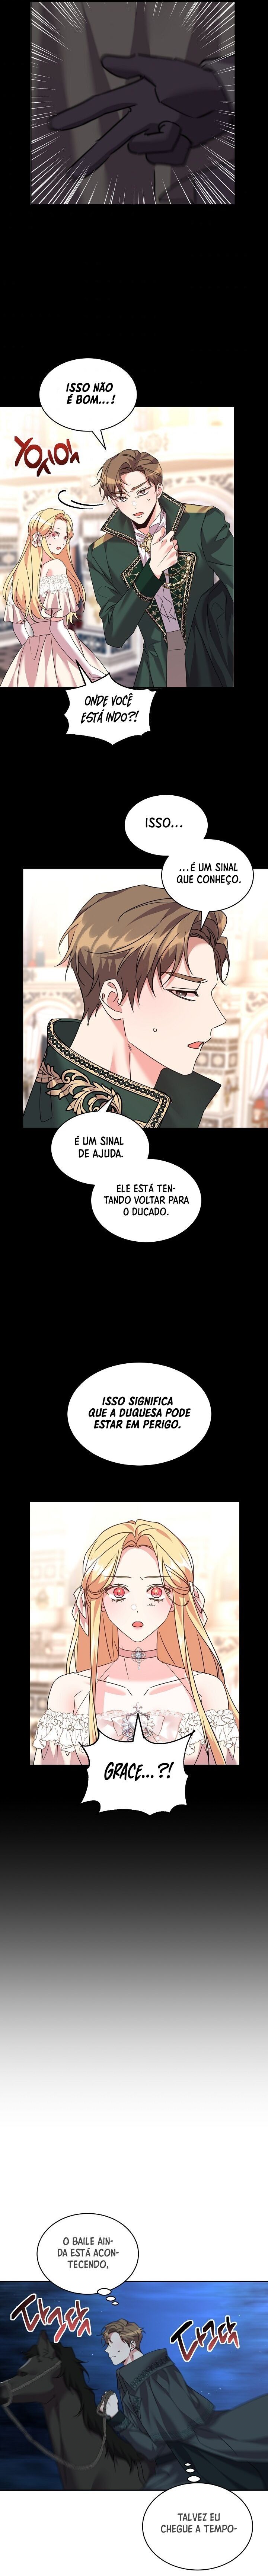 ISSO NÃO
É BOM...!
ONDE VOCÊ
ESTÁ INDO?!
ISSO...
...É UM SINAL
QUE CONHEÇO.
É UM SINAL
DE AJUDA.
ELE ESTÁ TEN-
TANDO VOLTAR PARA
O DUCADO.
ISSO SIGNIFICA
QUE A DUQUESA PODE
ESTAR EM PERIGO.
GRACE...?!
O BAILE AIN-
DA ESTÁ ACON-
TECENDO,
TALVEZ EU
CHEGUE A TEMPO-